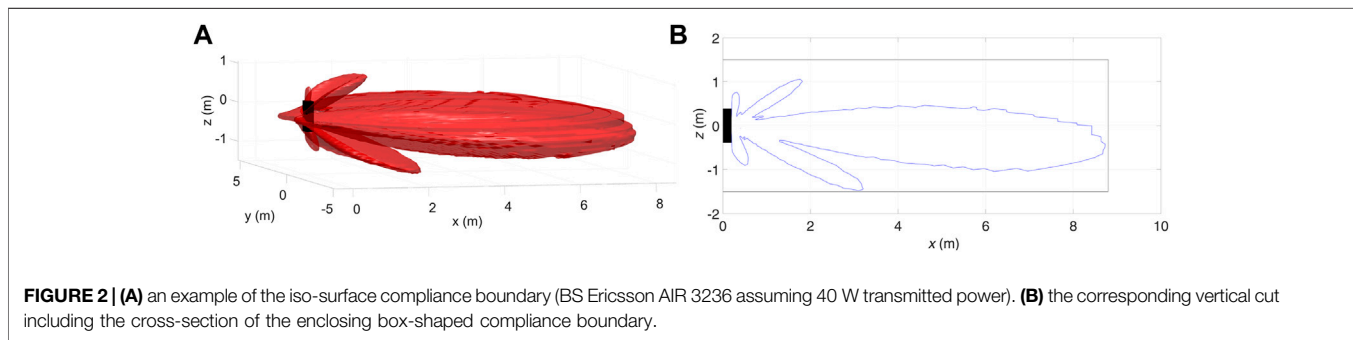 A
1
0
-1
z (m)
5
0
-5
y (m)
0
2
4
6
8
x (m)
B
2
1
0
-1
-2
z (m)
0
2
4
6
8
10
x (m)
FIGURE 2 | (A) an example of the iso-surface compliance boundary (BS Ericsson AIR 3236 assuming 40 W transmitted power). (B) the corresponding vertical cut
including the cross-section of the enclosing box-shaped compliance boundary.